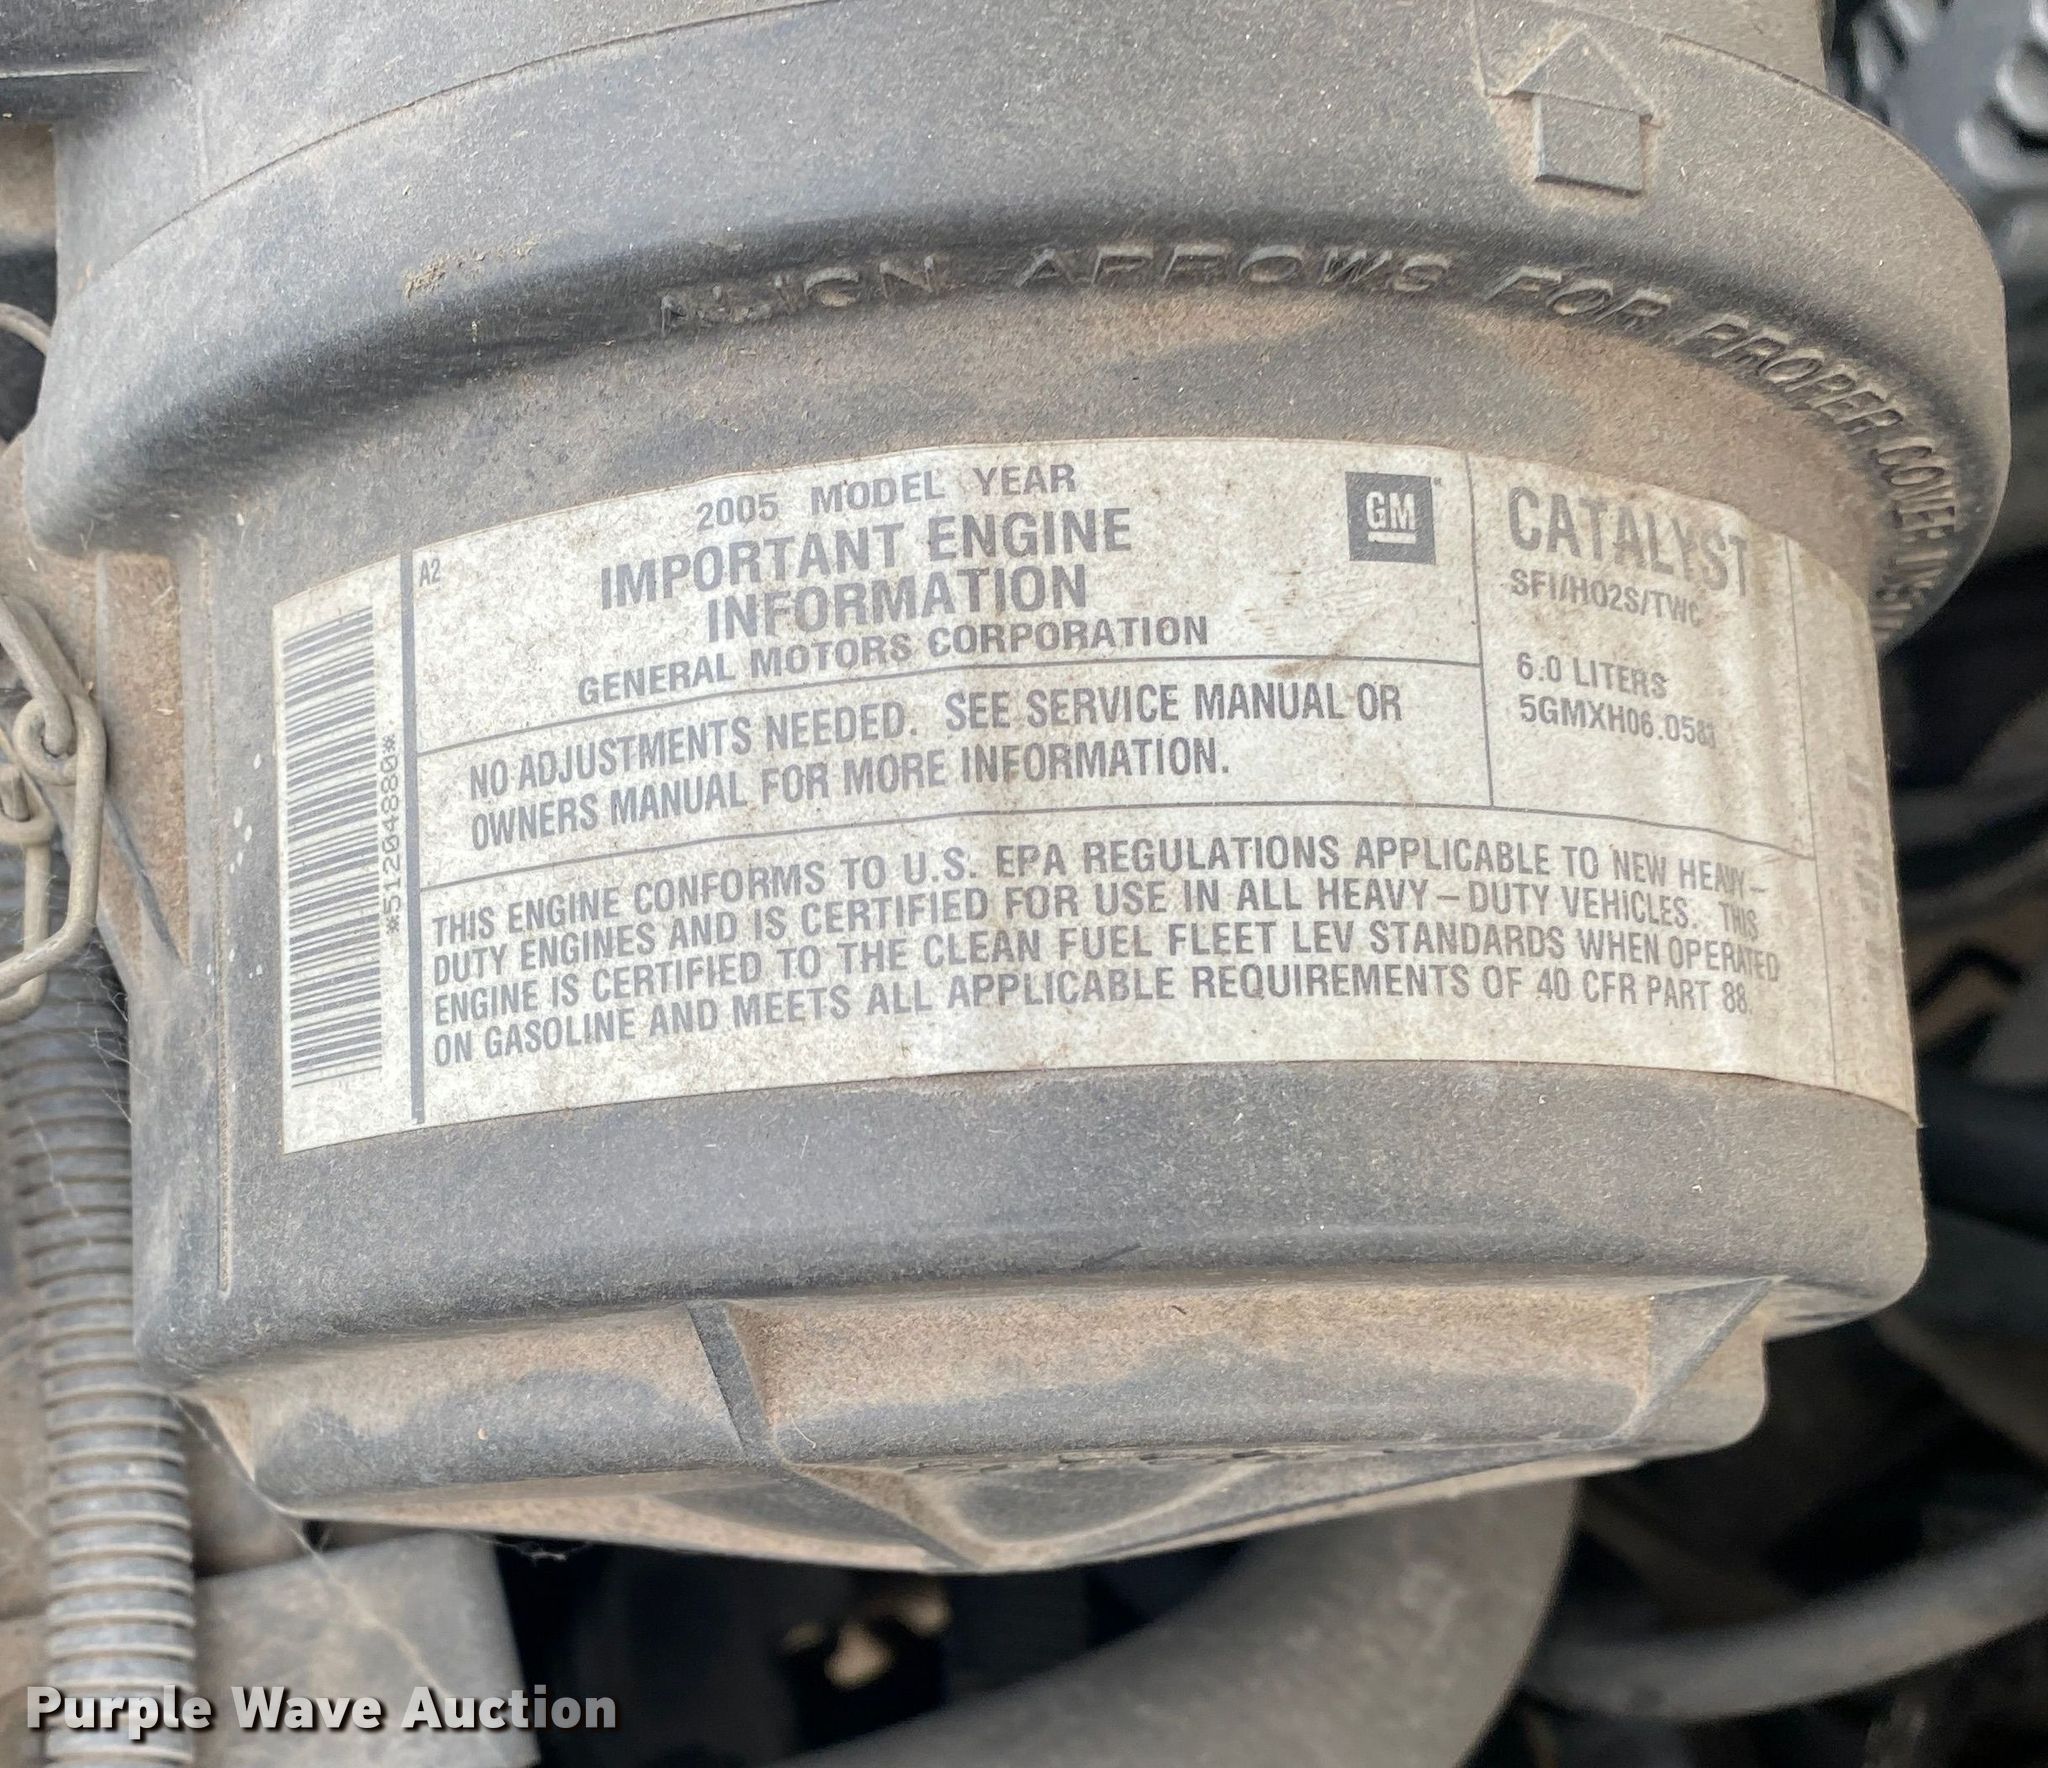 ALIGN ARROWS FOR PROPER COVER
2005 MODEL YEAR
IMPORTANT ENGINE
INFORMATION
GENERAL MOTORS CORPORATION
A2
GM
*512048880*
NO ADJUSTMENTS NEEDED. SEE SERVICE MANUAL OR
OWNERS MANUAL FOR MORE INFORMATION.
CATALYST
SFI/HO2S/TWC
6.0 LITERS
THIS ENGINE CONFORMS TO U.S. EPA REGULATIONS APPLICABLE TO NEW HEAVY-
DUTY ENGINES AND IS CERTIFIED FOR USE IN ALL HEAVY-DUTY VEHICLES. THIS
ENGINE IS CERTIFIED TO THE CLEAN FUEL FLEET LEV STANDARDS WHEN OPERATED
ON GASOLINE AND MEETS ALL APPLICABLE REQUIREMENTS OF 40 CFR PART 88.
Purple Wave Auction